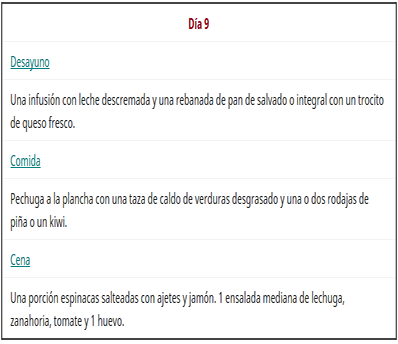 Día 9
Desayuno
Una infusión con leche descremada y una rebanada de pan de salvado o integral con un trocito
de queso fresco.
Comida
Pechuga a la plancha con una taza de caldo de verduras desgrasado y una o dos rodajas de
piña o un kiwi.
Cena
Una porción espinacas salteadas con ajetes y jamón. 1 ensalada mediana de lechuga,
zanahoria, tomate y 1 huevo.